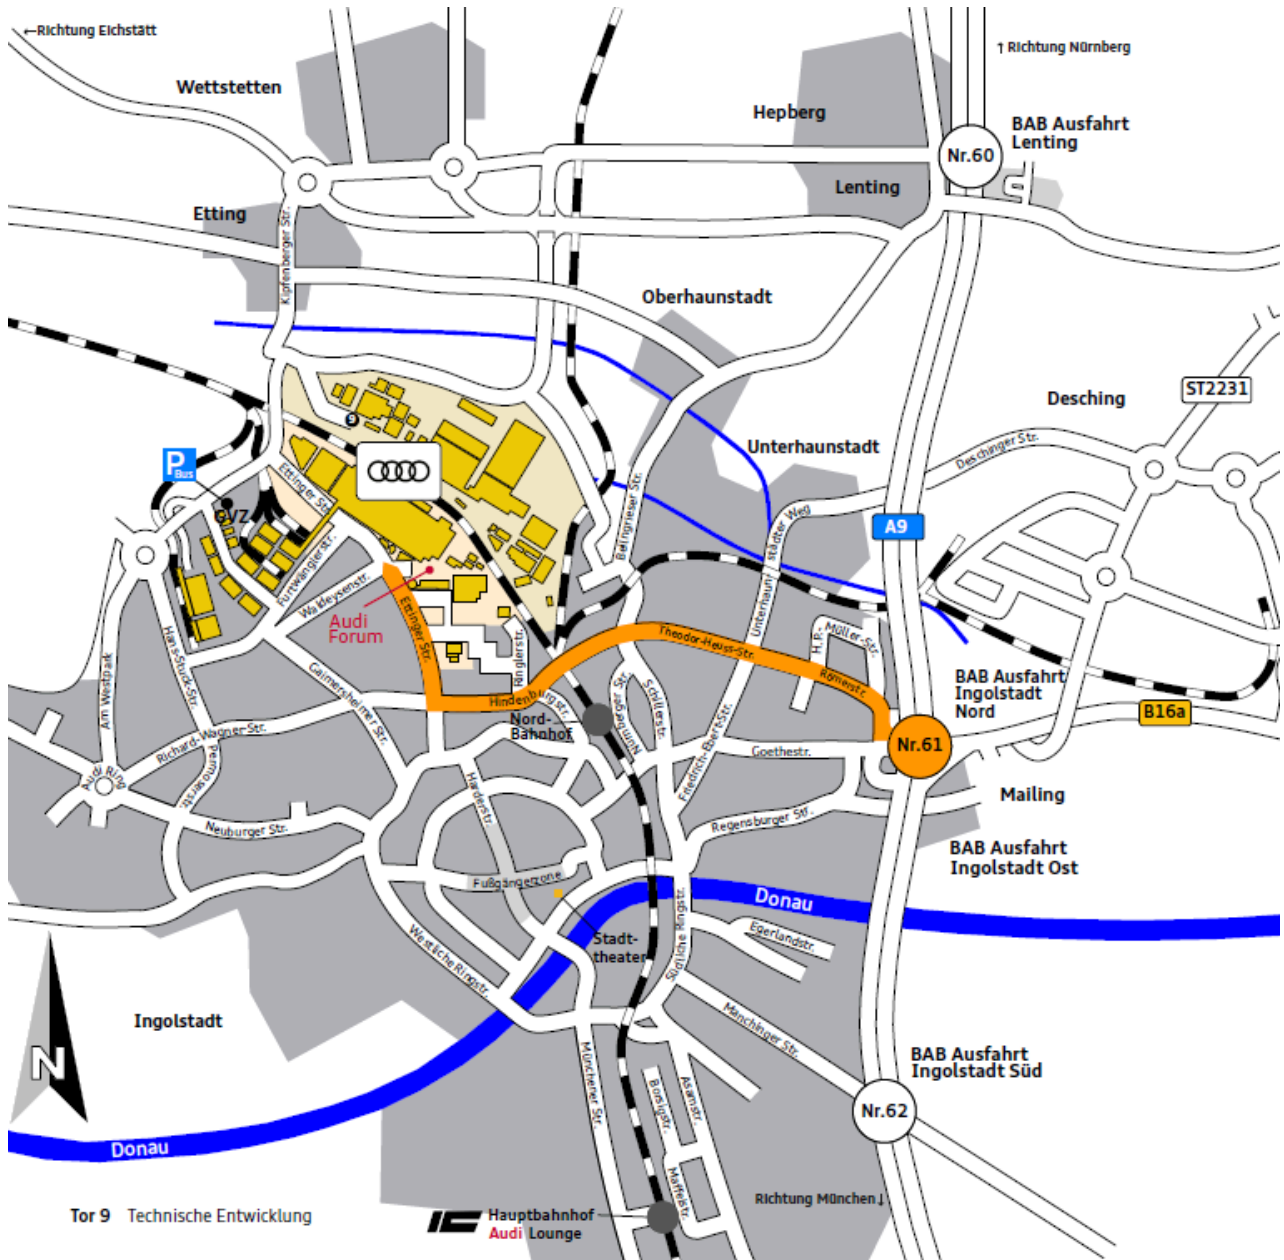 ←Richtung Eichstätt
↑ Richtung Nürnberg
Wettstetten
Hepberg
BAB Ausfahrt
Lenting
Nr.60
Lenting
Etting
Kipfenberger Str.
Oberhaunstadt
ST2231
Desching
Unterhaunstadt
Deschinger Str.
9
P
Bus
Ettinger Str.
GVZ
Beilngrieser Str.
Unterhaunstädter Weg
A9
Furtwänglerstr.
Waldeysenstr.
Audi
Forum
Ettinger Str.
Ringlerstr.
Theodor-Heuss-Str.
H.P.-
Müller-Str.
Römerstr.
Am Westpark
Hans-Stuck-Str.
Gaimersheimer Str.
Hindenburgstr.
Nord-
Bahnhof
Nürnberger Str.
Schillerstr.
BAB Ausfahrt
Ingolstadt
Nord
B16a
Nr.61
Goethestr.
Friedrich-Ebert-Str.
Richard-Wagner-Str.
Permoserstr.
Audi Ring
Harderstr.
Mailing
Neuburger Str.
Regensburger Str.
BAB Ausfahrt
Ingolstadt Ost
Fußgängerzone
Donau
Stadt-
theater
Südliche Ringstr.
Egerlandstr.
Westliche Ringstr.
Ingolstadt
Manchinger Str.
N
Münchener Str.
BAB Ausfahrt
Ingolstadt Süd
Borsigstr.
Asamstr.
Nr.62
Donau
Maffeistr.
Richtung München↓
Tor 9 Technische Entwicklung
IC
Hauptbahnhof
Audi Lounge